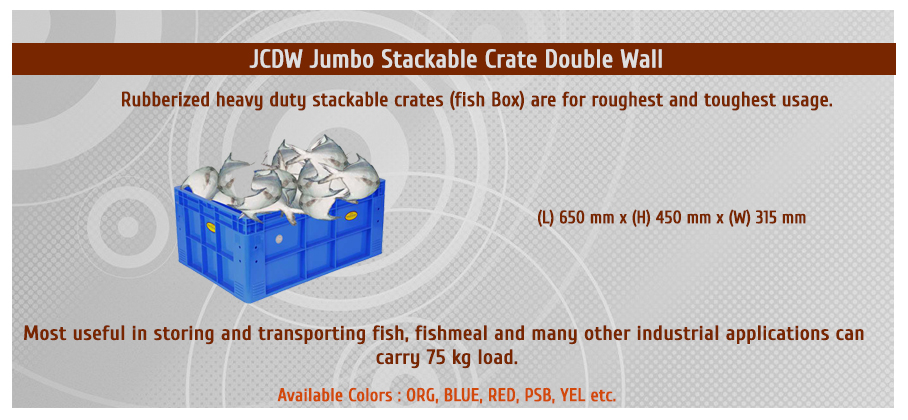 JCDW Jumbo Stackable Crate Double Wall
Rubberized heavy duty stackable crates (fish Box) are for roughest and toughest usage.
(L) 650 mm x (H) 450 mm x (W) 315 mm
Most useful in storing and transporting fish, fishmeal and many other industrial applications can
carry 75 kg load.
Available Colors : ORG, BLUE, RED, PSB, YEL etc.